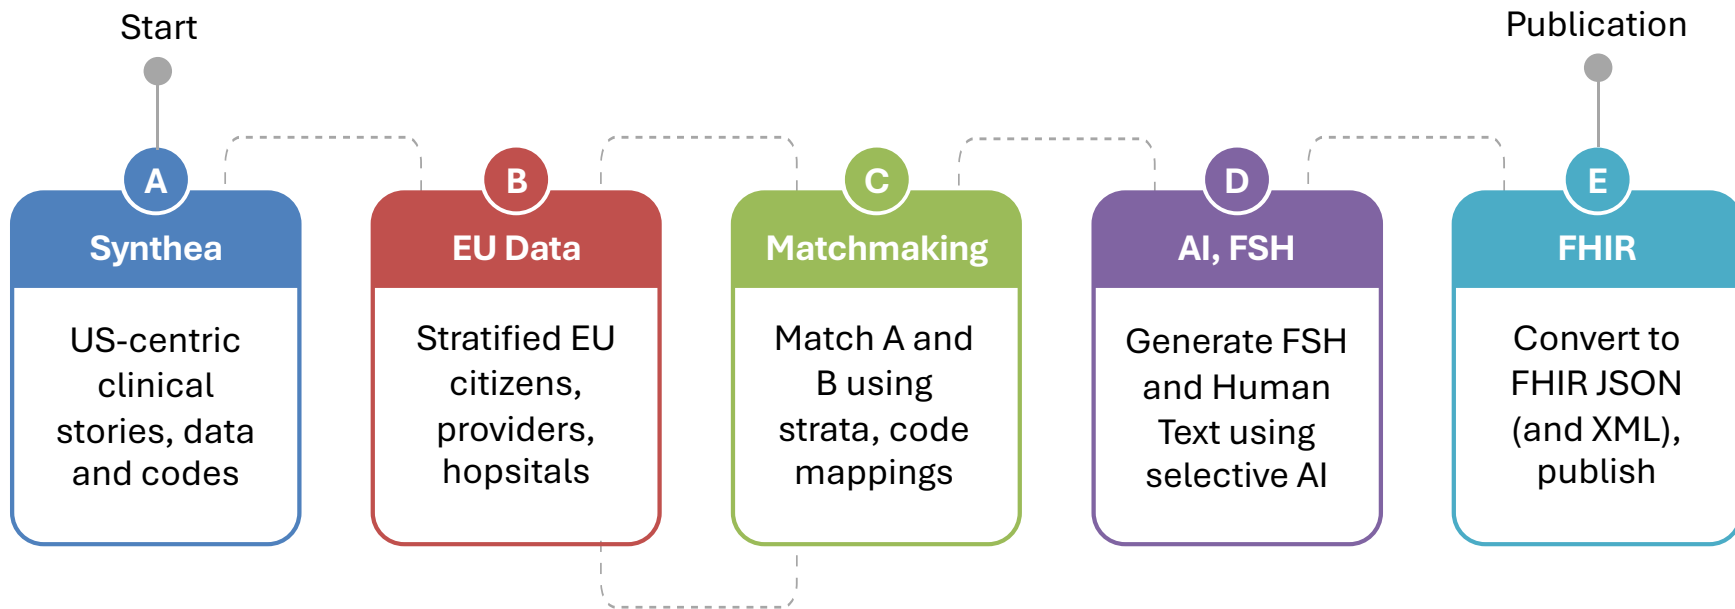 Start
Publication
A
Synthea
US-centric
clinical
stories, data
and codes
B
EU Data
Stratified EU
citizens,
providers,
hopsitals
C
Matchmaking
Match A and
B using
strata, code
mappings
D
AI, FSH
Generate FSH
and Human
Text using
selective AI
E
FHIR
Convert to
FHIR JSON
(and XML),
publish